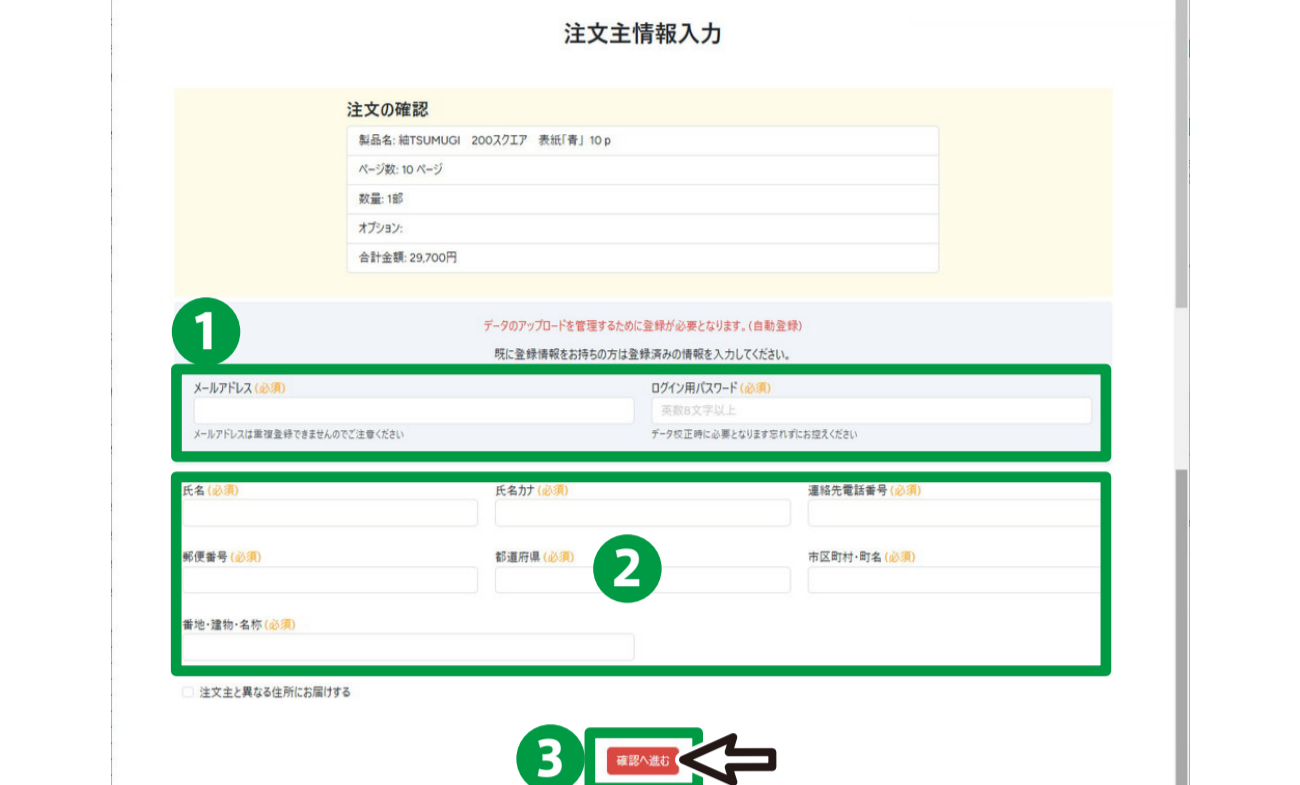 注文主情報入力
注文の確認
製品名: 紬TSUMUGI 200スクエア 表紙「青」 10 p
ページ数: 10 ページ
数量: 1部
オプション:
合計金額: 29,700円
1
データのアップロードを管理するために登録が必要となります。(自動登録)
既に登録情報をお持ちの方は登録済みの情報を入力してください。
メールアドレス (必須) ログイン用パスワード (必須)
英数8文字以上
メールアドレスは重複登録できませんのでご注意ください データ校正時に必要となります忘れずにお控えください
氏名 (必須) 氏名カナ (必須) 連絡先電話番号 (必須)
郵便番号 (必須) 都道府県 (必須) 市区町村・町名 (必須)
2
番地・建物・名称 (必須)
注文主と異なる住所にお届けする
3 確認へ進む